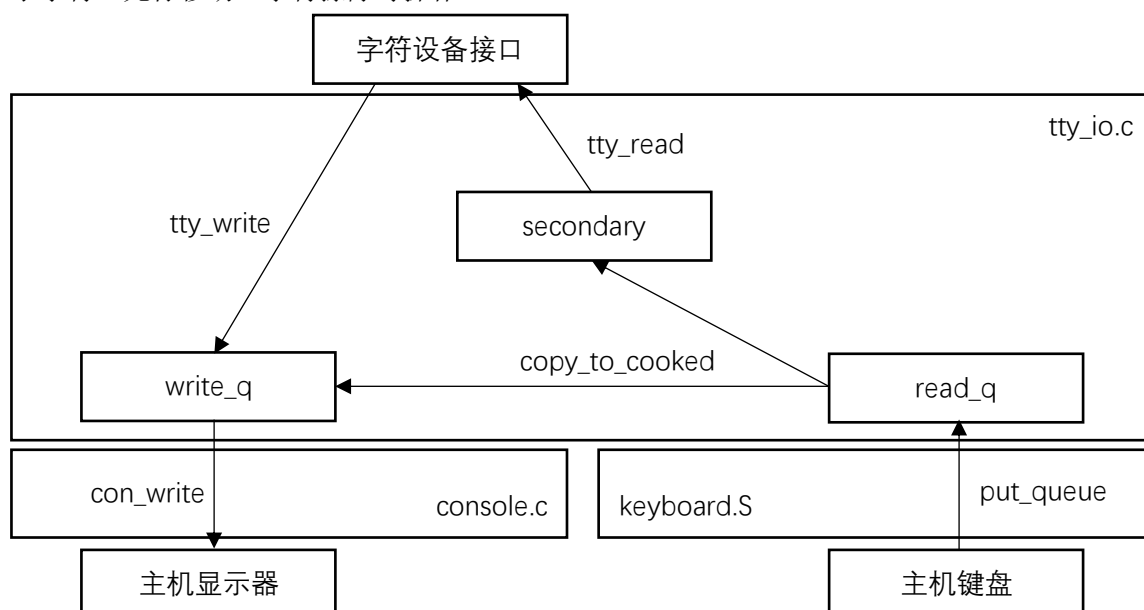 字符设备接口
tty_io.c
tty_read
tty_write
secondary
copy_to_cooked
write_q
read_q
con_write
console.c
keyboard.S
put_queue
主机显示器
主机键盘